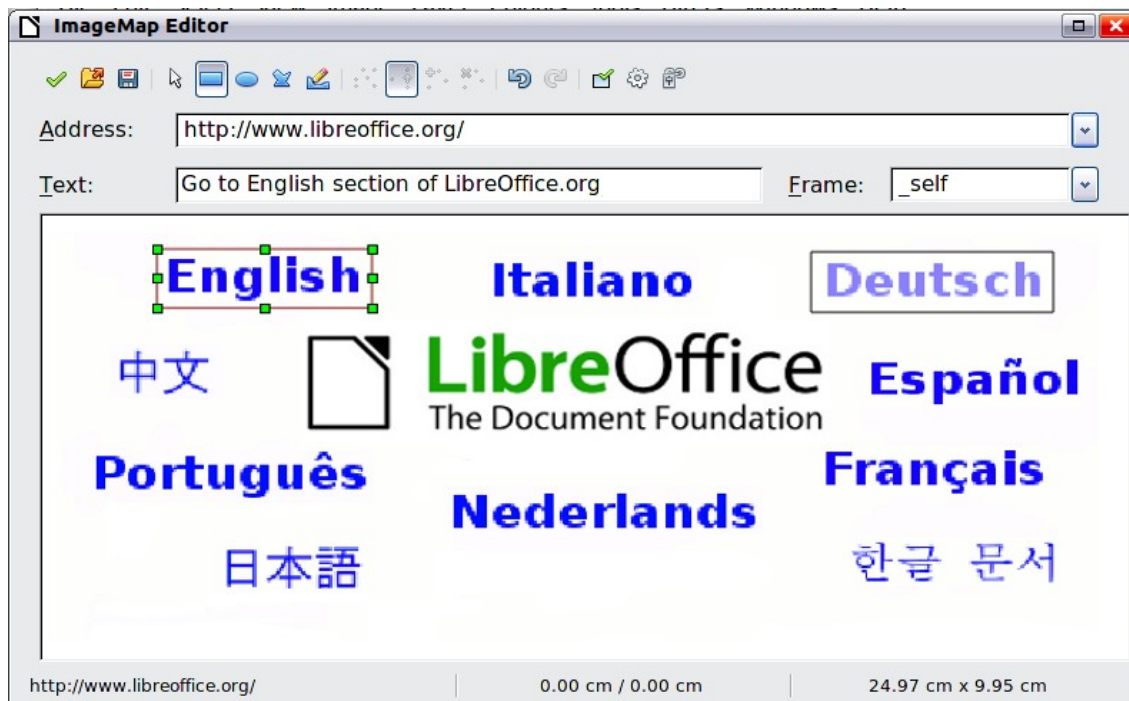 ImageMap Editor
Address: http://www.libreoffice.org/
Text: Go to English section of LibreOffice.org Frame: _self
English Italiano Deutsch
中文 LibreOffice Español
The Document Foundation
Português Français
Nederlands
日本語 한글 문서
http://www.libreoffice.org/ 0.00 cm / 0.00 cm 24.97 cm x 9.95 cm